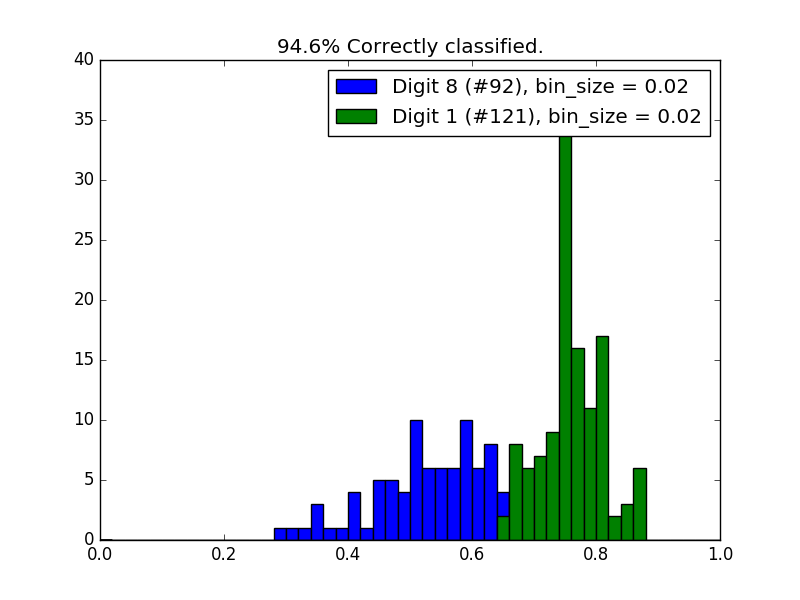 94.6% Correctly classified.
Digit 8 (#92), bin_size = 0.02
Digit 1 (#121), bin_size = 0.02
40
35
30
25
20
15
10
5
0
0.0 0.2 0.4 0.6 0.8 1.0